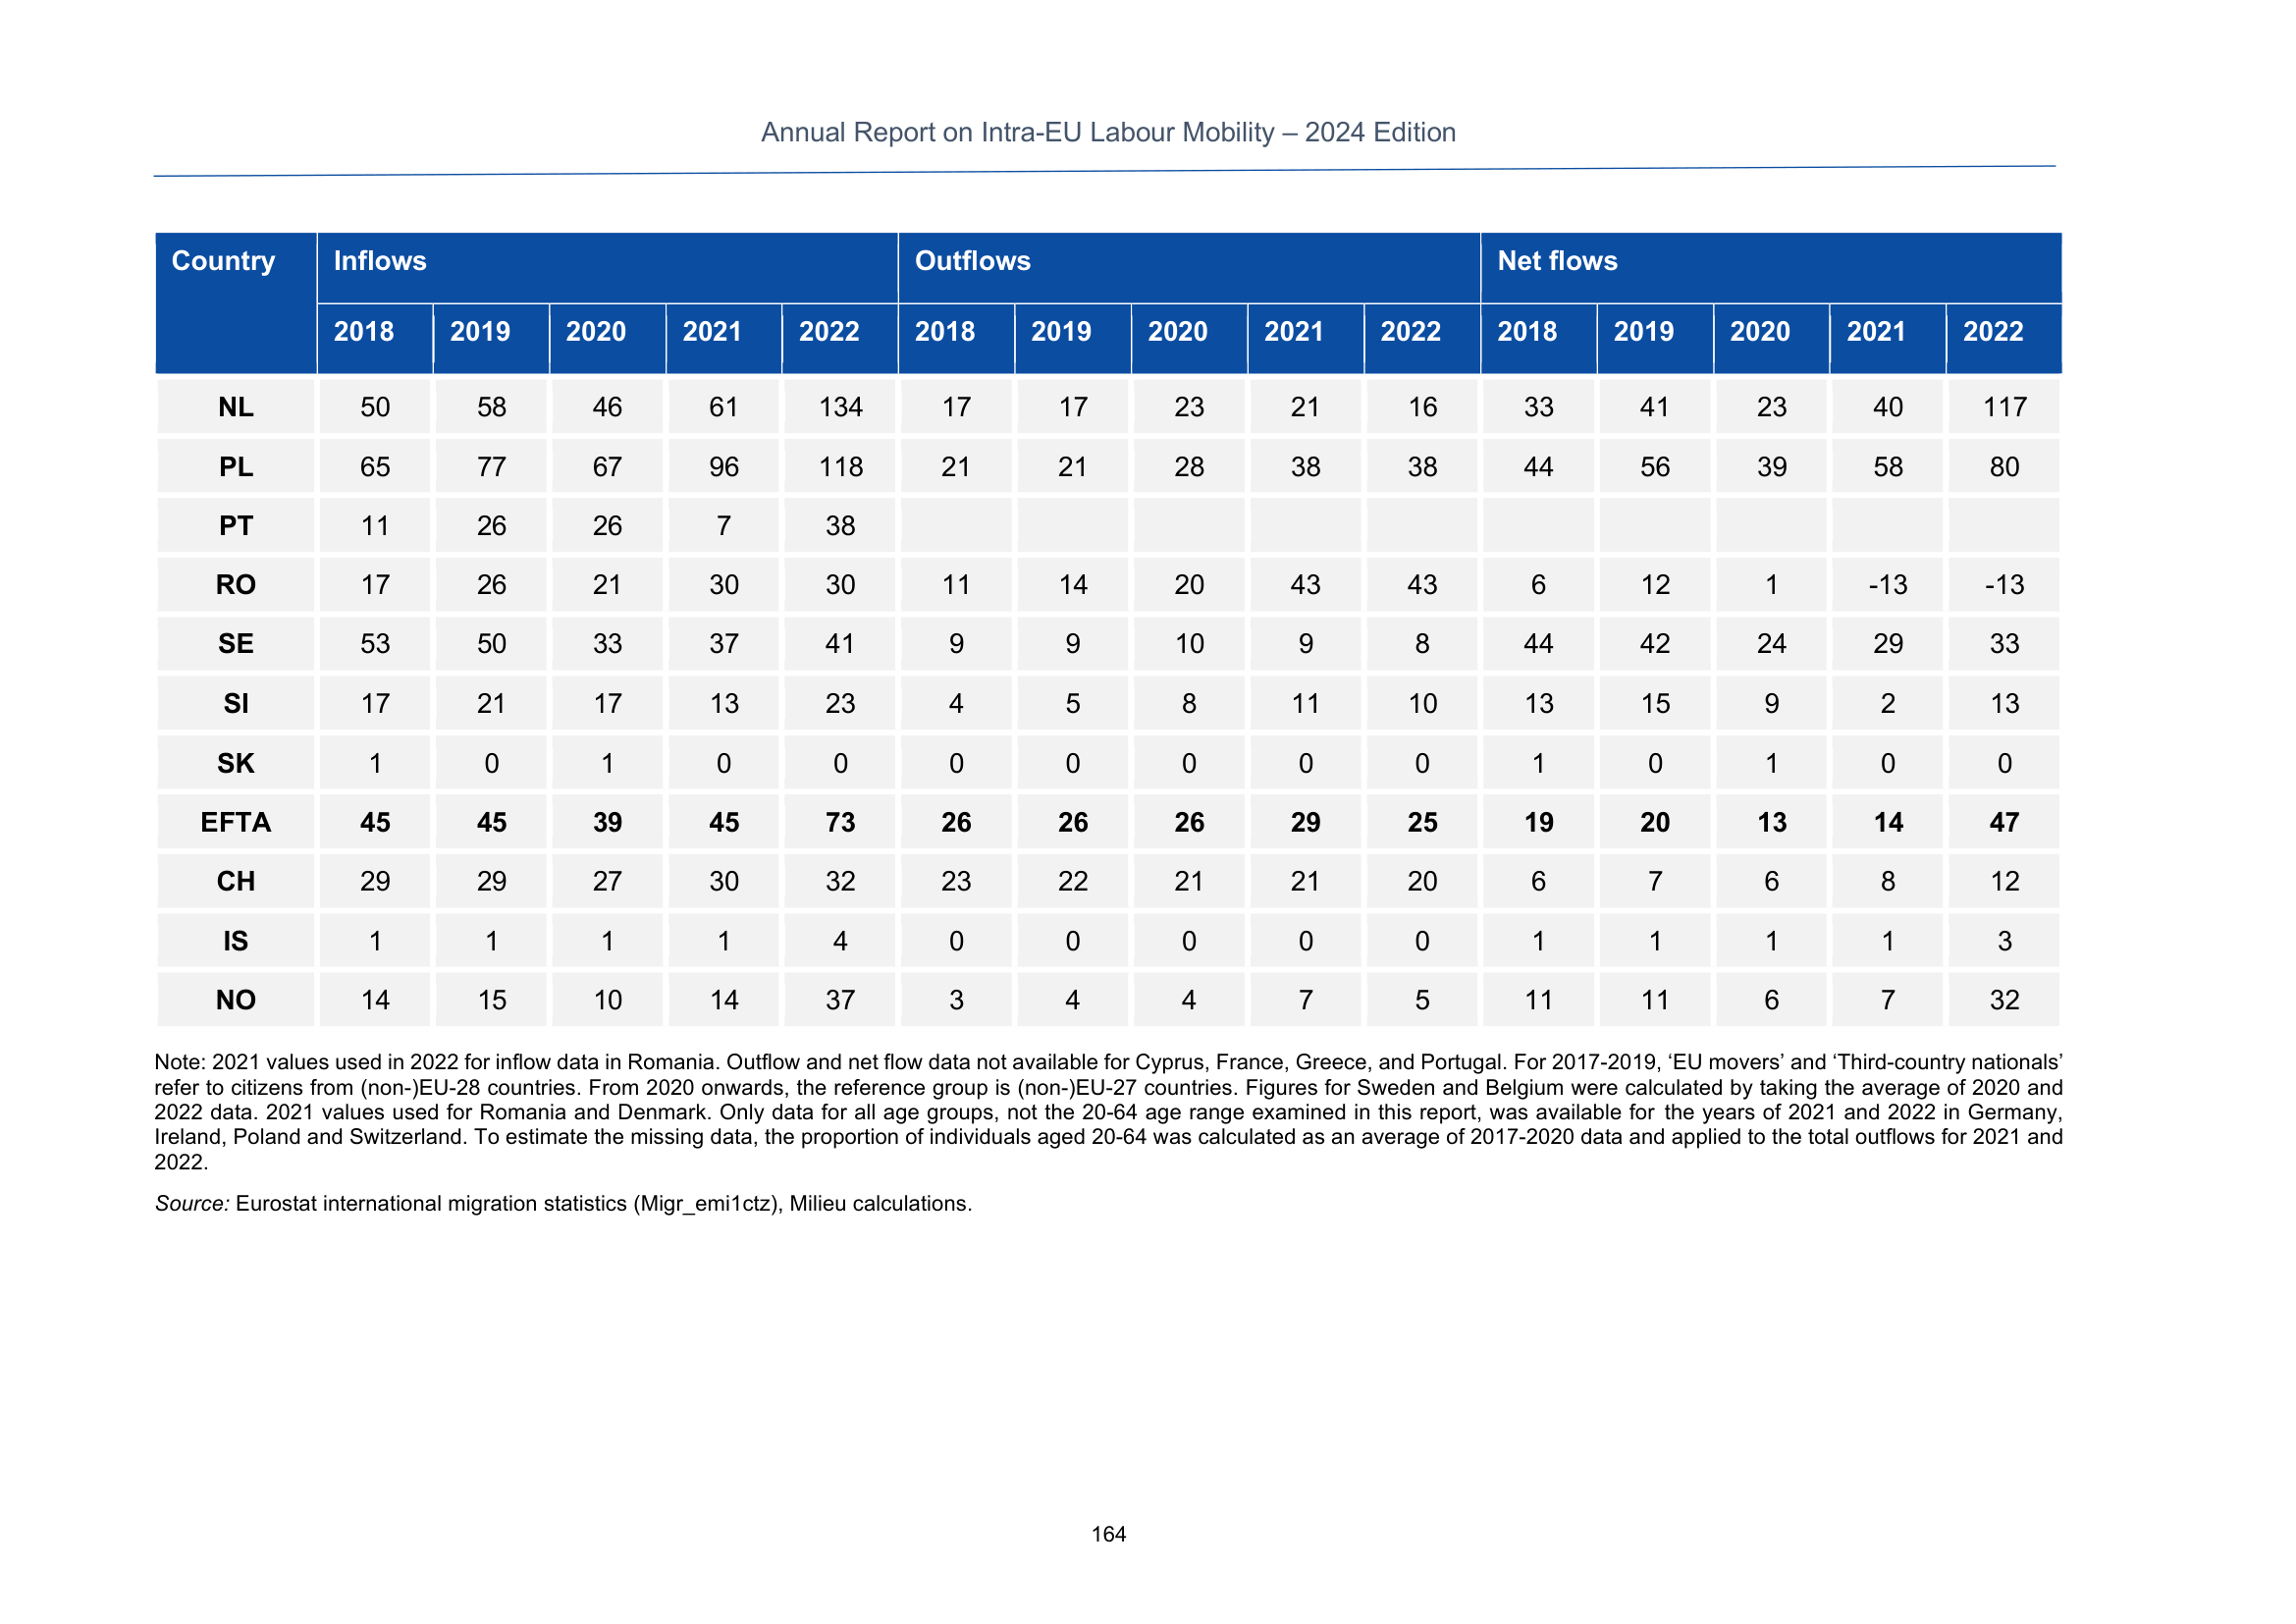 Annual Report on Intra-EU Labour Mobility – 2024 Edition
Country Inflows Outflows Net flows
2018 2019 2020 2021 2022 2018 2019 2020 2021 2022 2018 2019 2020 2021 2022
NL 50 58 46 61 134 17 17 23 21 16 33 41 23 40 117
PL 65 77 67 96 118 21 21 28 38 38 44 56 39 58 80
PT 11 26 26 7 38
RO 17 26 21 30 30 11 14 20 43 43 6 12 1 -13 -13
SE 53 50 33 37 41 9 9 10 9 8 44 42 24 29 33
SI 17 21 17 13 23 4 5 8 11 10 13 15 9 2 13
SK 1 0 1 0 0 0 0 0 0 0 1 0 1 0 0
EFTA 45 45 39 45 73 26 26 26 29 25 19 20 13 14 47
CH 29 29 27 30 32 23 22 21 21 20 6 7 6 8 12
IS 1 1 1 1 4 0 0 0 0 0 1 1 1 1 3
NO 14 15 10 14 37 3 4 4 7 5 11 11 6 7 32
Note: 2021 values used in 2022 for inflow data in Romania. Outflow and net flow data not available for Cyprus, France, Greece, and Portugal. For 2017-2019, ‘EU movers’ and ‘Third-country nationals’
refer to citizens from (non-)EU-28 countries. From 2020 onwards, the reference group is (non-)EU-27 countries. Figures for Sweden and Belgium were calculated by taking the average of 2020 and
2022 data. 2021 values used for Romania and Denmark. Only data for all age groups, not the 20-64 age range examined in this report, was available for the years of 2021 and 2022 in Germany,
Ireland, Poland and Switzerland. To estimate the missing data, the proportion of individuals aged 20-64 was calculated as an average of 2017-2020 data and applied to the total outflows for 2021 and
2022.
Source: Eurostat international migration statistics (Migr_emi1ctz), Milieu calculations.
164